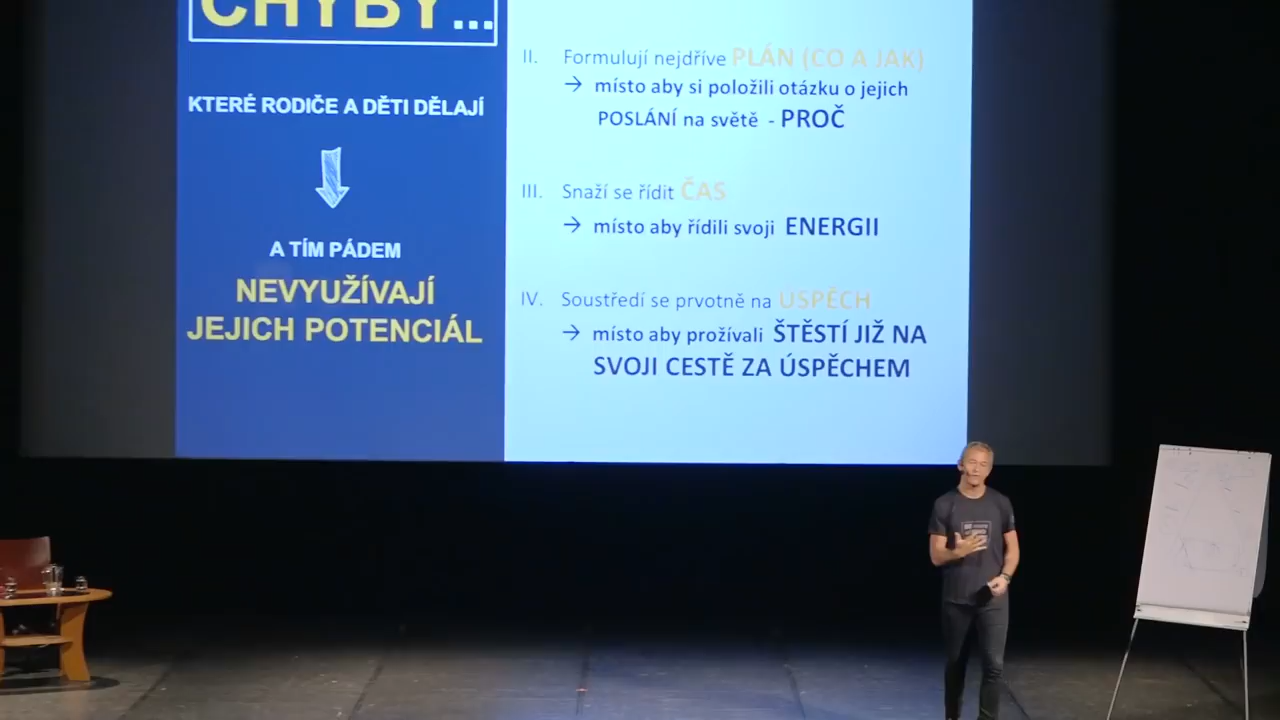 CHYBY...
KTERÉ RODIČE A DĚTI DĚLAJÍ
A TÍM PÁDEM
NEVYUŽÍVAJÍ
JEJICH POTENCIÁL
II. Formulují nejdříve PLÁN (CO A JAK)
→ místo aby si položili otázku o jejich
POSLÁNÍ na světě - PROČ
III. Snaží se řídit ČAS
→ místo aby řídili svoji ENERGII
IV. Soustředí se prvotně na ÚSPĚCH
→ místo aby prožívali ŠTĚSTÍ JIŽ NA
SVOJI CESTĚ ZA ÚSPĚCHEM